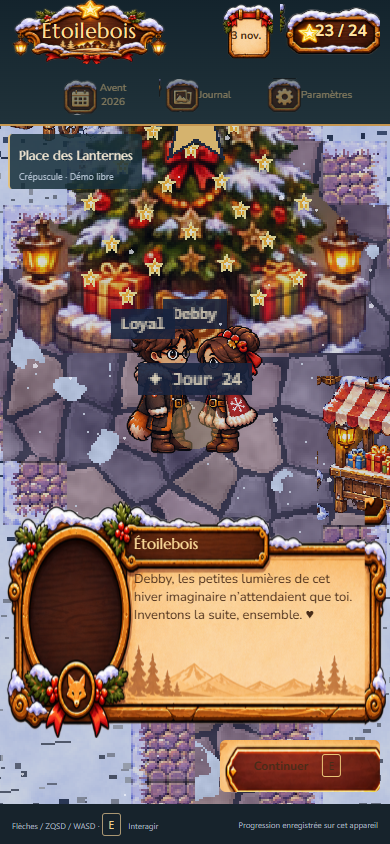 Étoilebois
3 nov.
23 / 24
Avent
2026
Journal
Paramètres
Place des Lanternes
Crépuscule · Démo libre
Debby
Loyal
Jour 24
Étoilebois
Debby, les petites lumières de cet
hiver imaginaire n'attendaient que toi.
Inventons la suite, ensemble. ♥
Continuer
Flèches / ZQSD / WASD · E Interagir
Progression enregistrée sur cet appareil